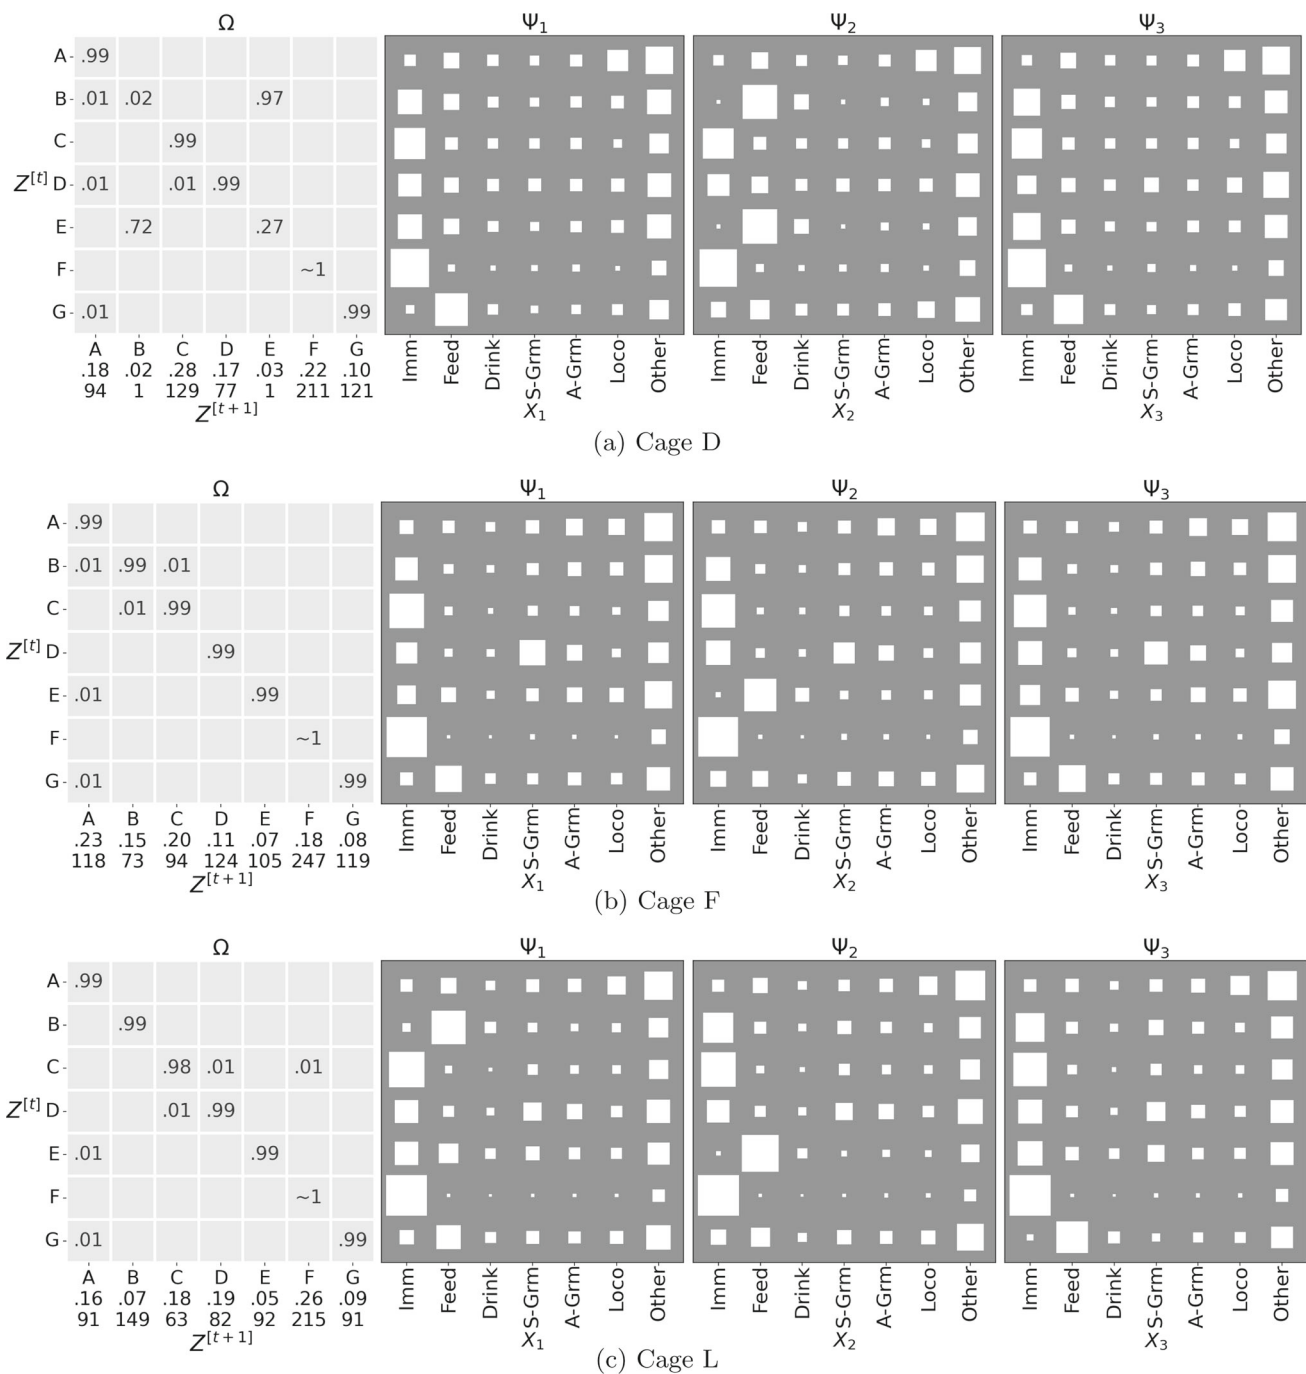 Ω Ψ1 Ψ2 Ψ3
A .99
B .01 .02 .97
C .99
Z[t] D .01 .01 .99
E .72 .27
F ~1
G .01 .99
A B C D E F G
.18 .02 .28 .17 .03 .22 .10
94 1 129 77 1 211 121
Z[t+1]
Imm Feed Drink S-Grm A-Grm Loco Other
X1
Imm Feed Drink S-Grm A-Grm Loco Other
X2
Imm Feed Drink S-Grm A-Grm Loco Other
X3
(a) Cage D
Ω Ψ1 Ψ2 Ψ3
A .99
B .01 .99 .01
C .01 .99
Z[t] D .99
E .01 .99
F ~1
G .01 .99
A B C D E F G
.23 .15 .20 .11 .07 .18 .08
118 73 94 124 105 247 119
Z[t+1]
Imm Feed Drink S-Grm A-Grm Loco Other
X1
Imm Feed Drink S-Grm A-Grm Loco Other
X2
Imm Feed Drink S-Grm A-Grm Loco Other
X3
(b) Cage F
Ω Ψ1 Ψ2 Ψ3
A .99
B .99
C .98 .01 .01
Z[t] D .01 .99
E .01 .99
F ~1
G .01 .99
A B C D E F G
.16 .07 .18 .19 .05 .26 .09
91 149 63 82 92 215 91
Z[t+1]
Imm Feed Drink S-Grm A-Grm Loco Other
X1
Imm Feed Drink S-Grm A-Grm Loco Other
X2
Imm Feed Drink S-Grm A-Grm Loco Other
X3
(c) Cage L